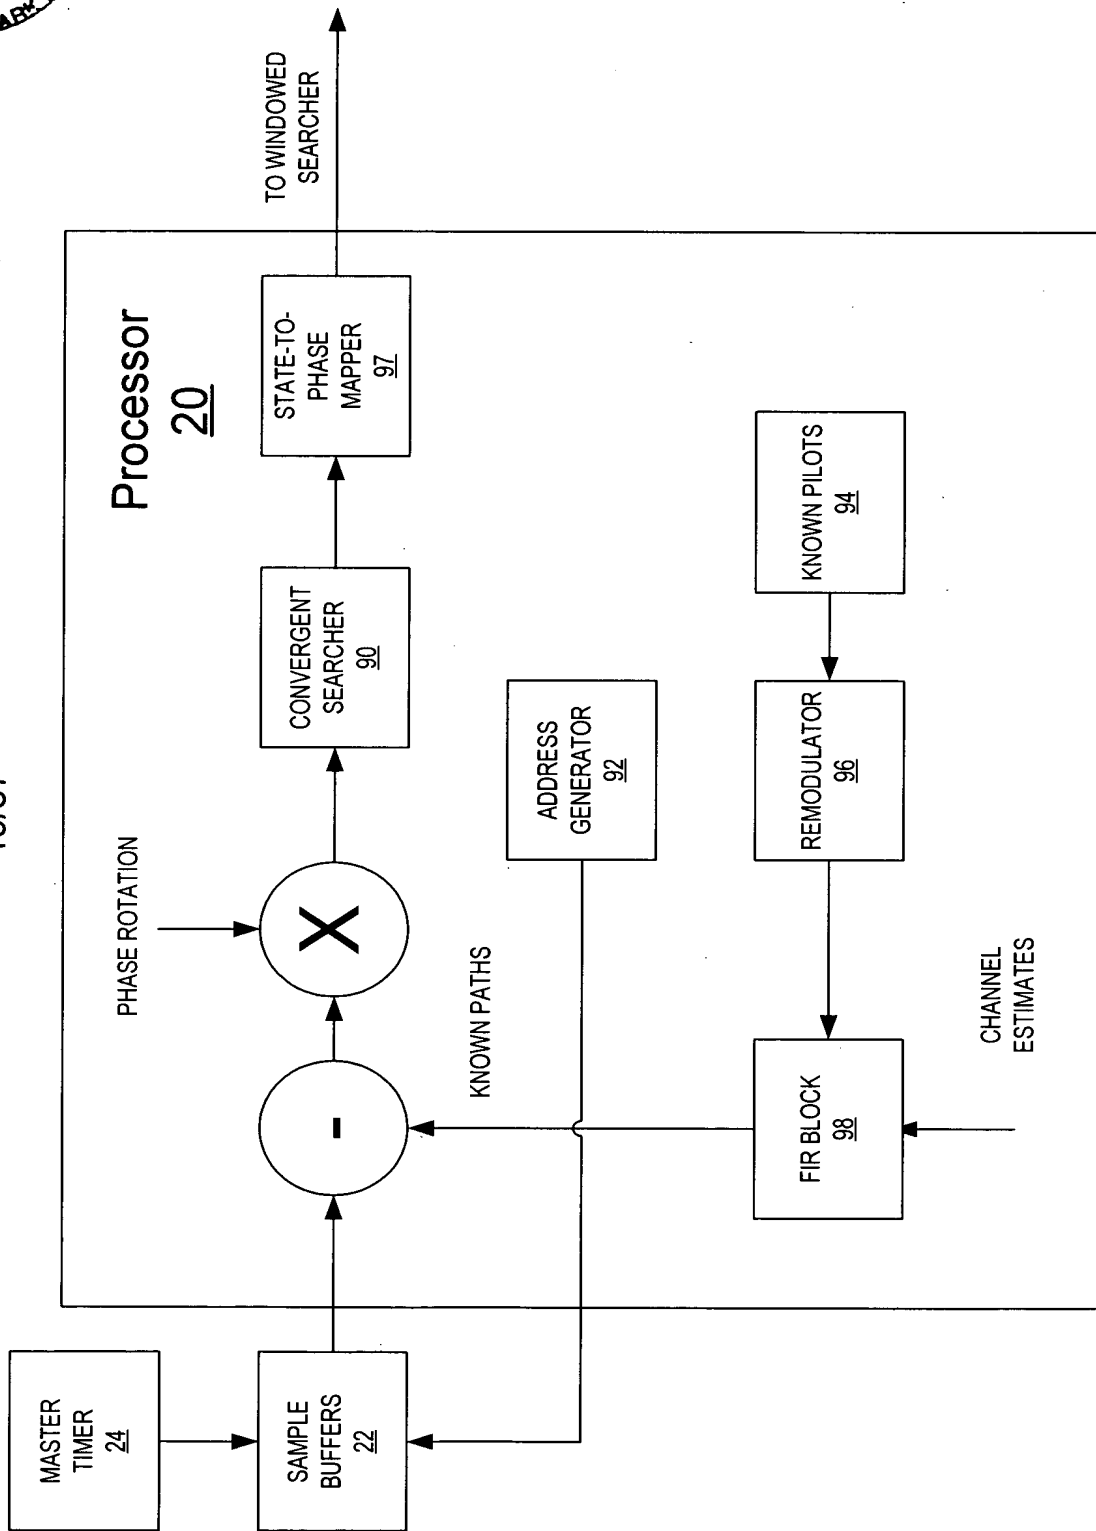 MASTER
TIMER
24
SAMPLE
BUFFERS
22
Processor
20
PHASE ROTATION
-
X
CONVERGENT
SEARCHER
90
STATE-TO-
PHASE
MAPPER
97
TO WINDOWED
SEARCHER
KNOWN PATHS
ADDRESS
GENERATOR
92
FIR BLOCK
98
REMODULATOR
96
KNOWN PILOTS
94
CHANNEL
ESTIMATES